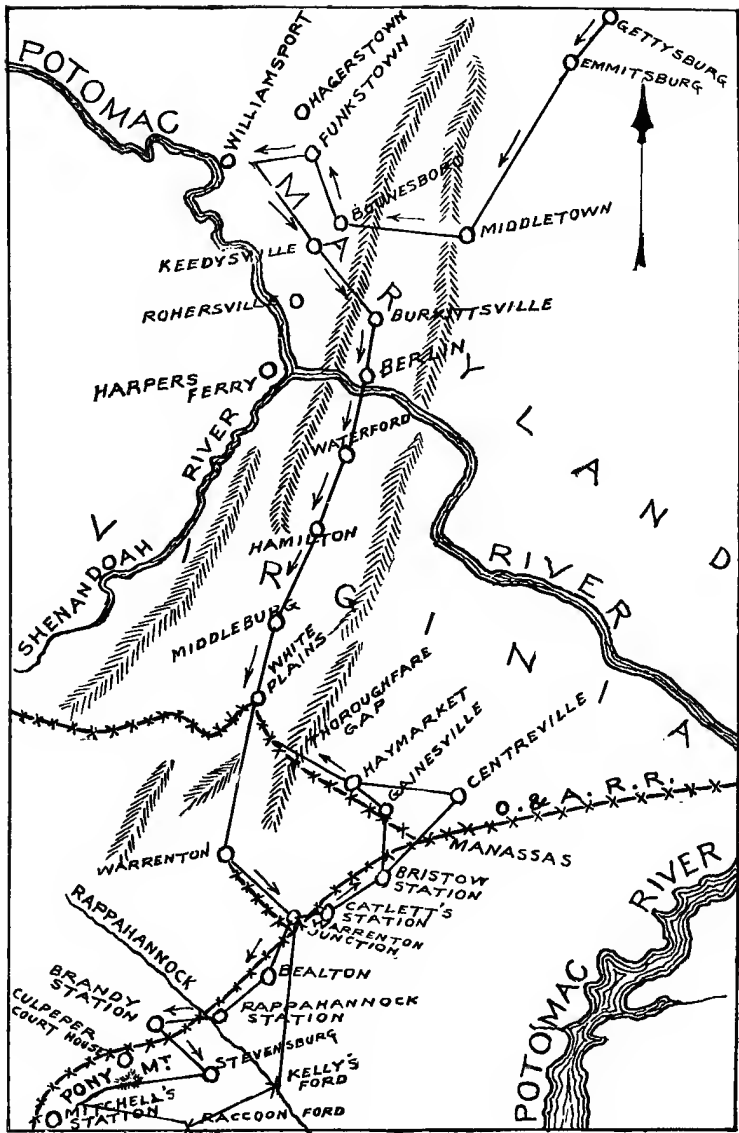 GETTYSBURG
EMMITSBURG
POTOMAC
WILLIAMSPORT
HAGERSTOWN
FUNKSTOWN
BOONESBORO
MIDDLETOWN
KEEDYSVILLE
ROHERSVILLE
BURKITTSVILLE
BERLIN
HARPERS
FERRY
MARYLAND
WATERFORD
SHENANDOAH RIVER
HAMILTON
RIVER
VIRGINIA
MIDDLEBURG
WHITE
PLAINS
THOROUGHFARE
GAP
HAYMARKET
GAINESVILLE
CENTREVILLE
O. & A. R. R.
MANASSAS
WARRENTON
BRISTOW
STATION
CATLETT'S
STATION
WARRENTON
JUNCTION
RAPPAHANNOCK
BEALTON
BRANDY
STATION
RAPPAHANNOCK
STATION
CULPEPER
COURT HOUSE
STEVENSBURG
PONY MT.
KELLY'S
FORD
MITCHELL'S
STATION
RACCOON FORD
POTOMAC RIVER